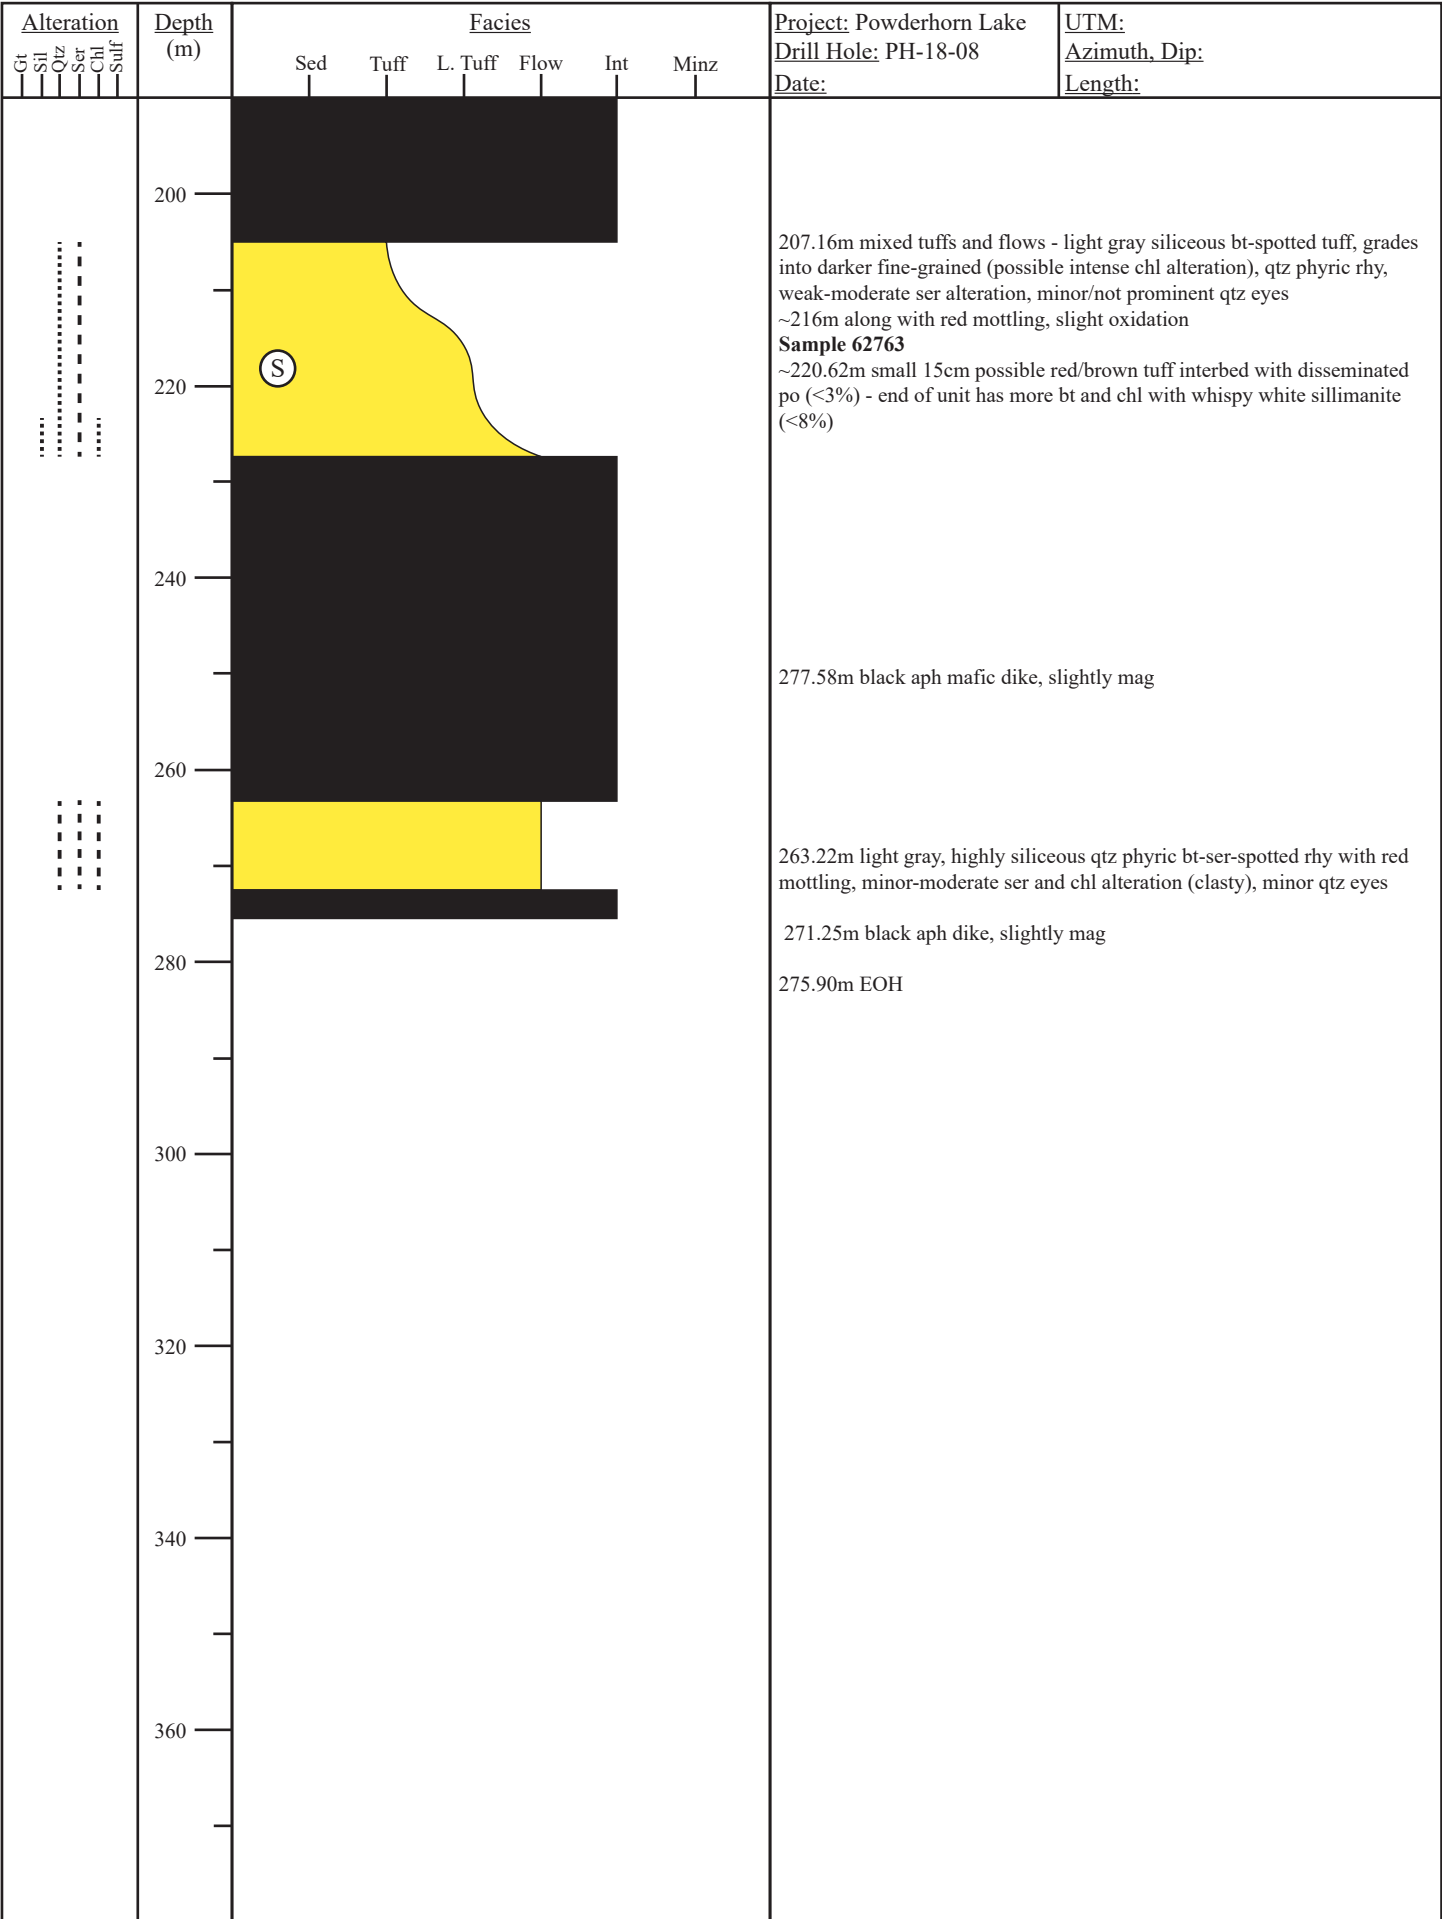 Alteration
Gt
Sil
Qtz
Ser
Chl
Sulf
Depth
(m)
Facies
Sed Tuff L. Tuff Flow Int Minz
Project: Powderhorn Lake
Drill Hole: PH-18-08
Date:
UTM:
Azimuth, Dip:
Length:
200
207.16m mixed tuffs and flows - light gray siliceous bt-spotted tuff, grades
into darker fine-grained (possible intense chl alteration), qtz phyric rhy,
weak-moderate ser alteration, minor/not prominent qtz eyes
~216m along with red mottling, slight oxidation
Sample 62763
S
~220.62m small 15cm possible red/brown tuff interbed with disseminated
po (<3%) - end of unit has more bt and chl with whispy white sillimanite
(<8%)
220
240
277.58m black aph mafic dike, slightly mag
260
263.22m light gray, highly siliceous qtz phyric bt-ser-spotted rhy with red
mottling, minor-moderate ser and chl alteration (clasty), minor qtz eyes
271.25m black aph dike, slightly mag
280
275.90m EOH
300
320
340
360